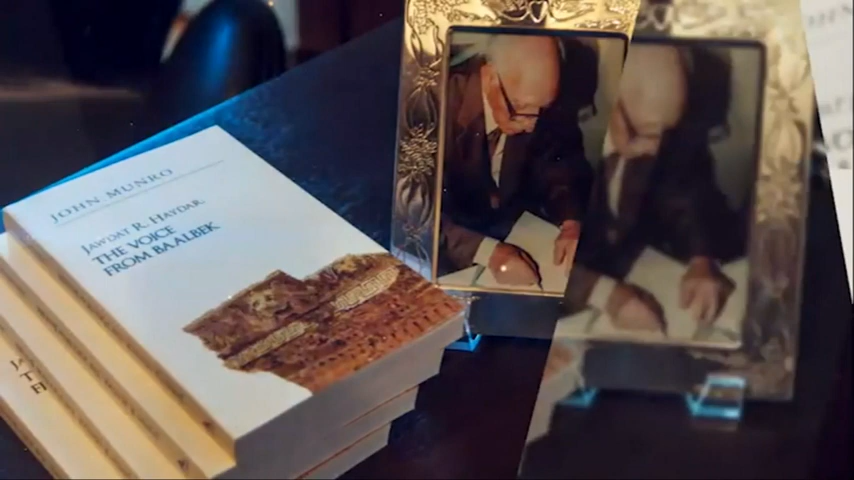 JOHN MUNRO
JAWDAT R. HAYDAR
THE VOICE
FROM BAALBEK